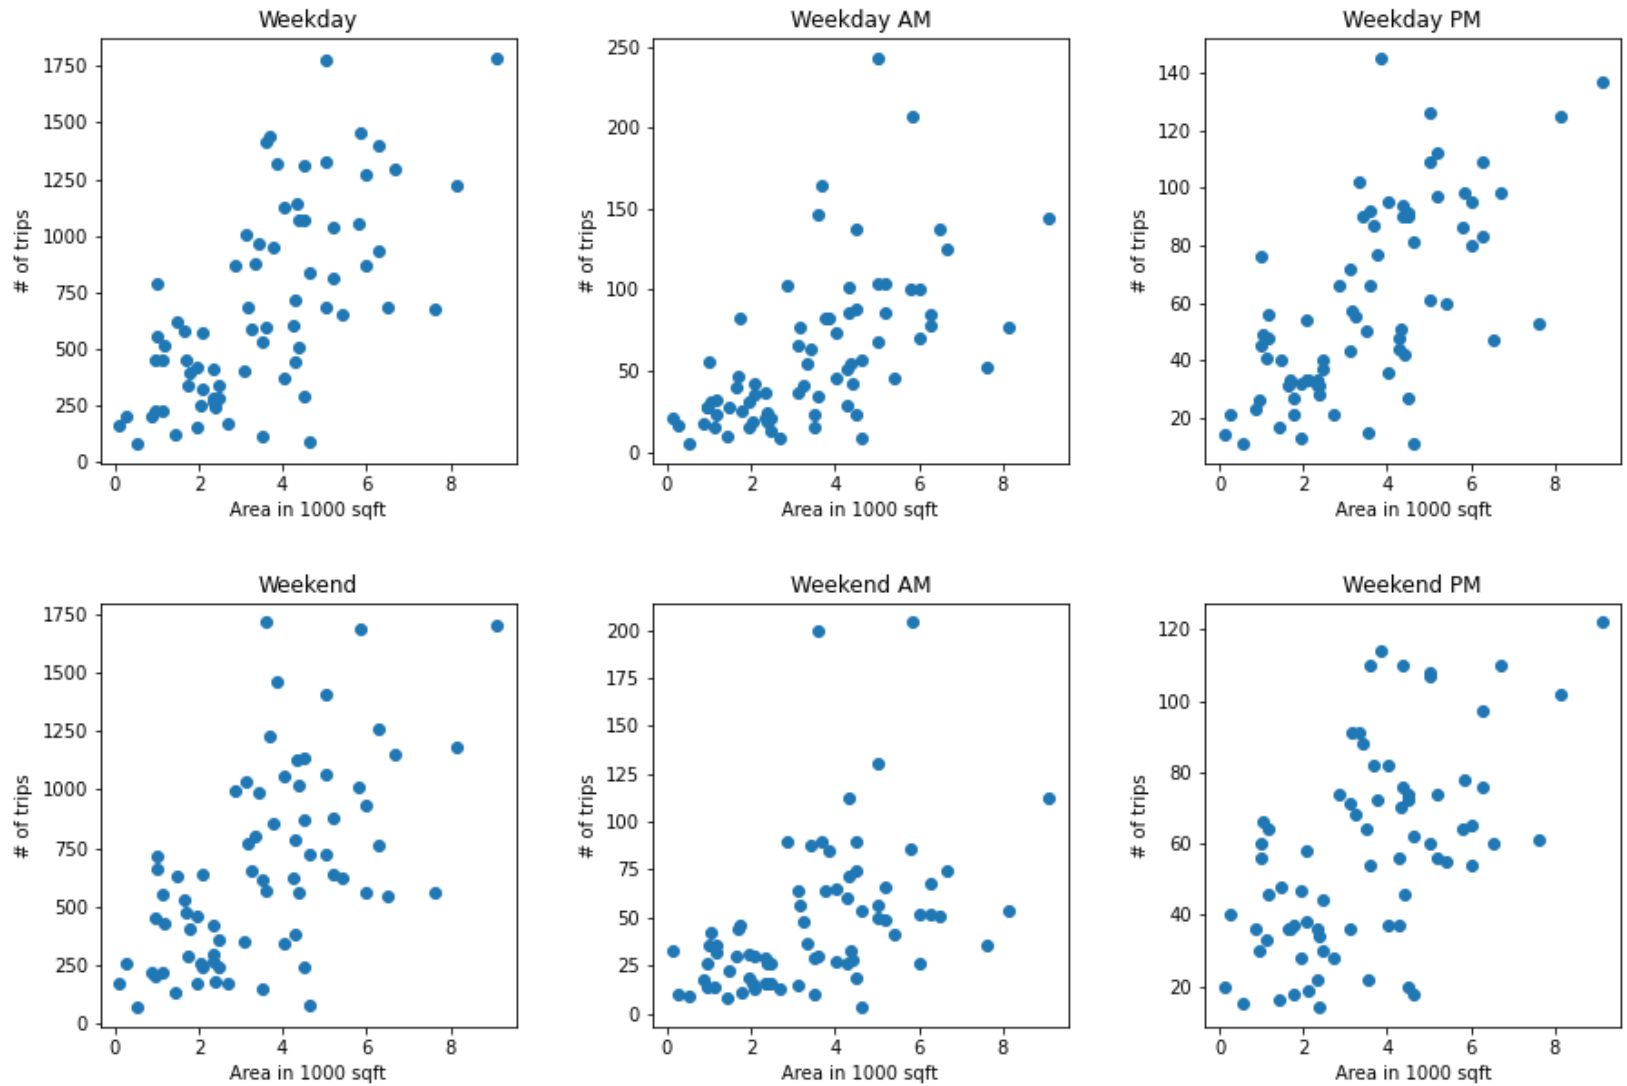 Weekday
1750
1500
1250
1000
750
500
250
0
# of trips
0 2 4 6 8
Area in 1000 sqft
Weekday AM
250
200
150
100
50
0
# of trips
0 2 4 6 8
Area in 1000 sqft
Weekday PM
140
120
100
80
60
40
20
# of trips
0 2 4 6 8
Area in 1000 sqft
Weekend
1750
1500
1250
1000
750
500
250
0
# of trips
0 2 4 6 8
Area in 1000 sqft
Weekend AM
200
175
150
125
100
75
50
25
0
# of trips
0 2 4 6 8
Area in 1000 sqft
Weekend PM
120
100
80
60
40
20
# of trips
0 2 4 6 8
Area in 1000 sqft